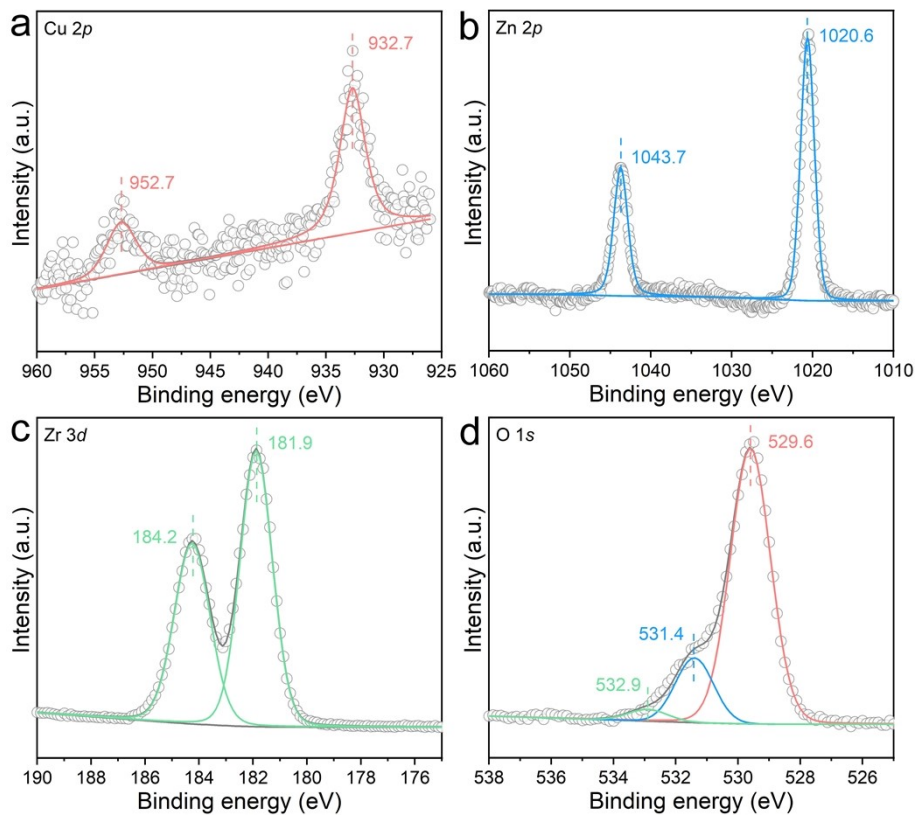 a
Cu 2p
932.7
952.7
Intensity (a.u.)
960 955 950 945 940 935 930 925
Binding energy (eV)
b
Zn 2p
1020.6
1043.7
Intensity (a.u.)
1060 1050 1040 1030 1020 1010
Binding energy (eV)
c
Zr 3d
181.9
184.2
Intensity (a.u.)
190 188 186 184 182 180 178 176
Binding energy (eV)
d
O 1s
529.6
531.4
532.9
Intensity (a.u.)
538 536 534 532 530 528 526
Binding energy (eV)